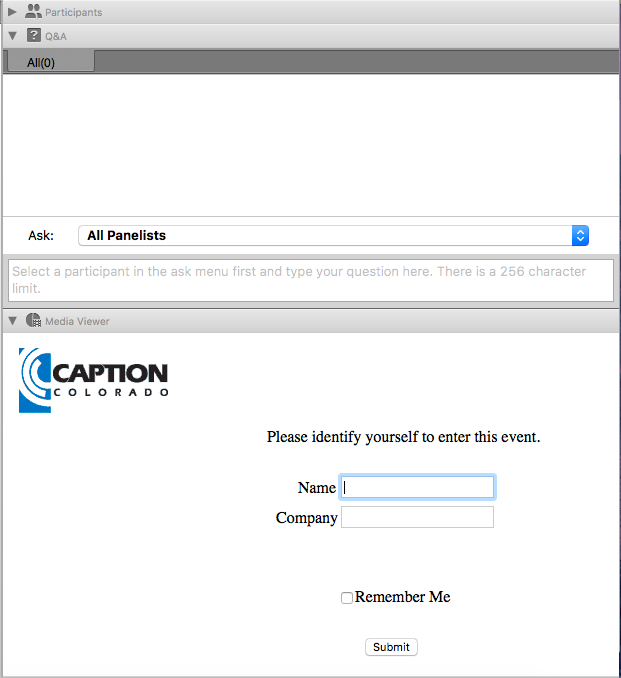 Participants
Q&A
All(0)
Ask: All Panelists
Select a participant in the ask menu first and type your question here. There is a 256 character
limit.
Media Viewer
CAPTION
COLORADO
Please identify yourself to enter this event.
Name
Company
Remember Me
Submit